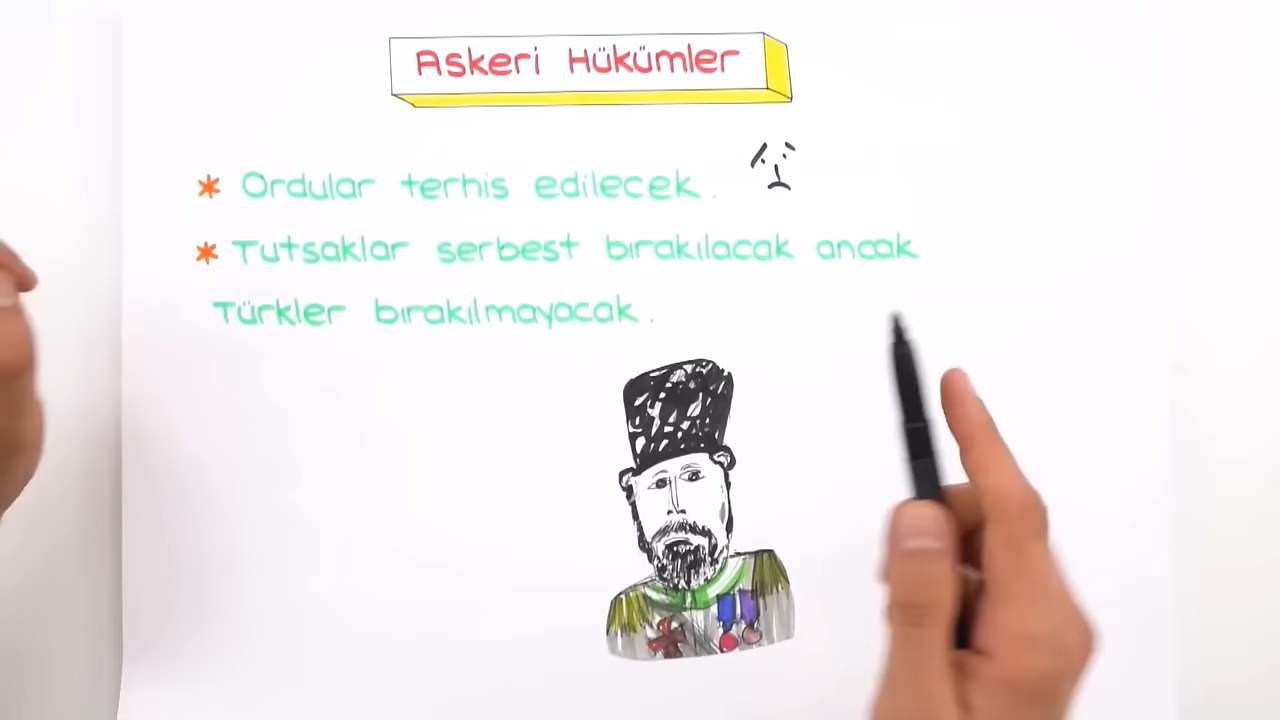 Askeri Hükümler
* Ordular terhis edilecek.
* Tutsaklar serbest bırakılacak ancak
Türkler bırakılmayacak.